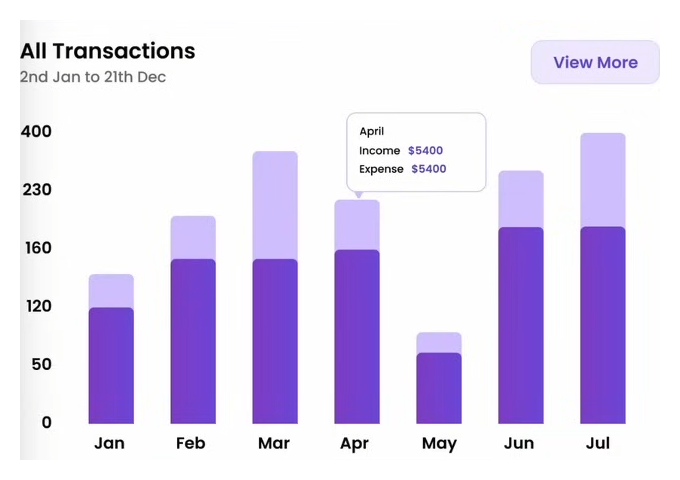 All Transactions
2nd Jan to 21th Dec
View More
400
230
160
120
50
0
April
Income $5400
Expense $5400
Jan Feb Mar Apr May Jun Jul